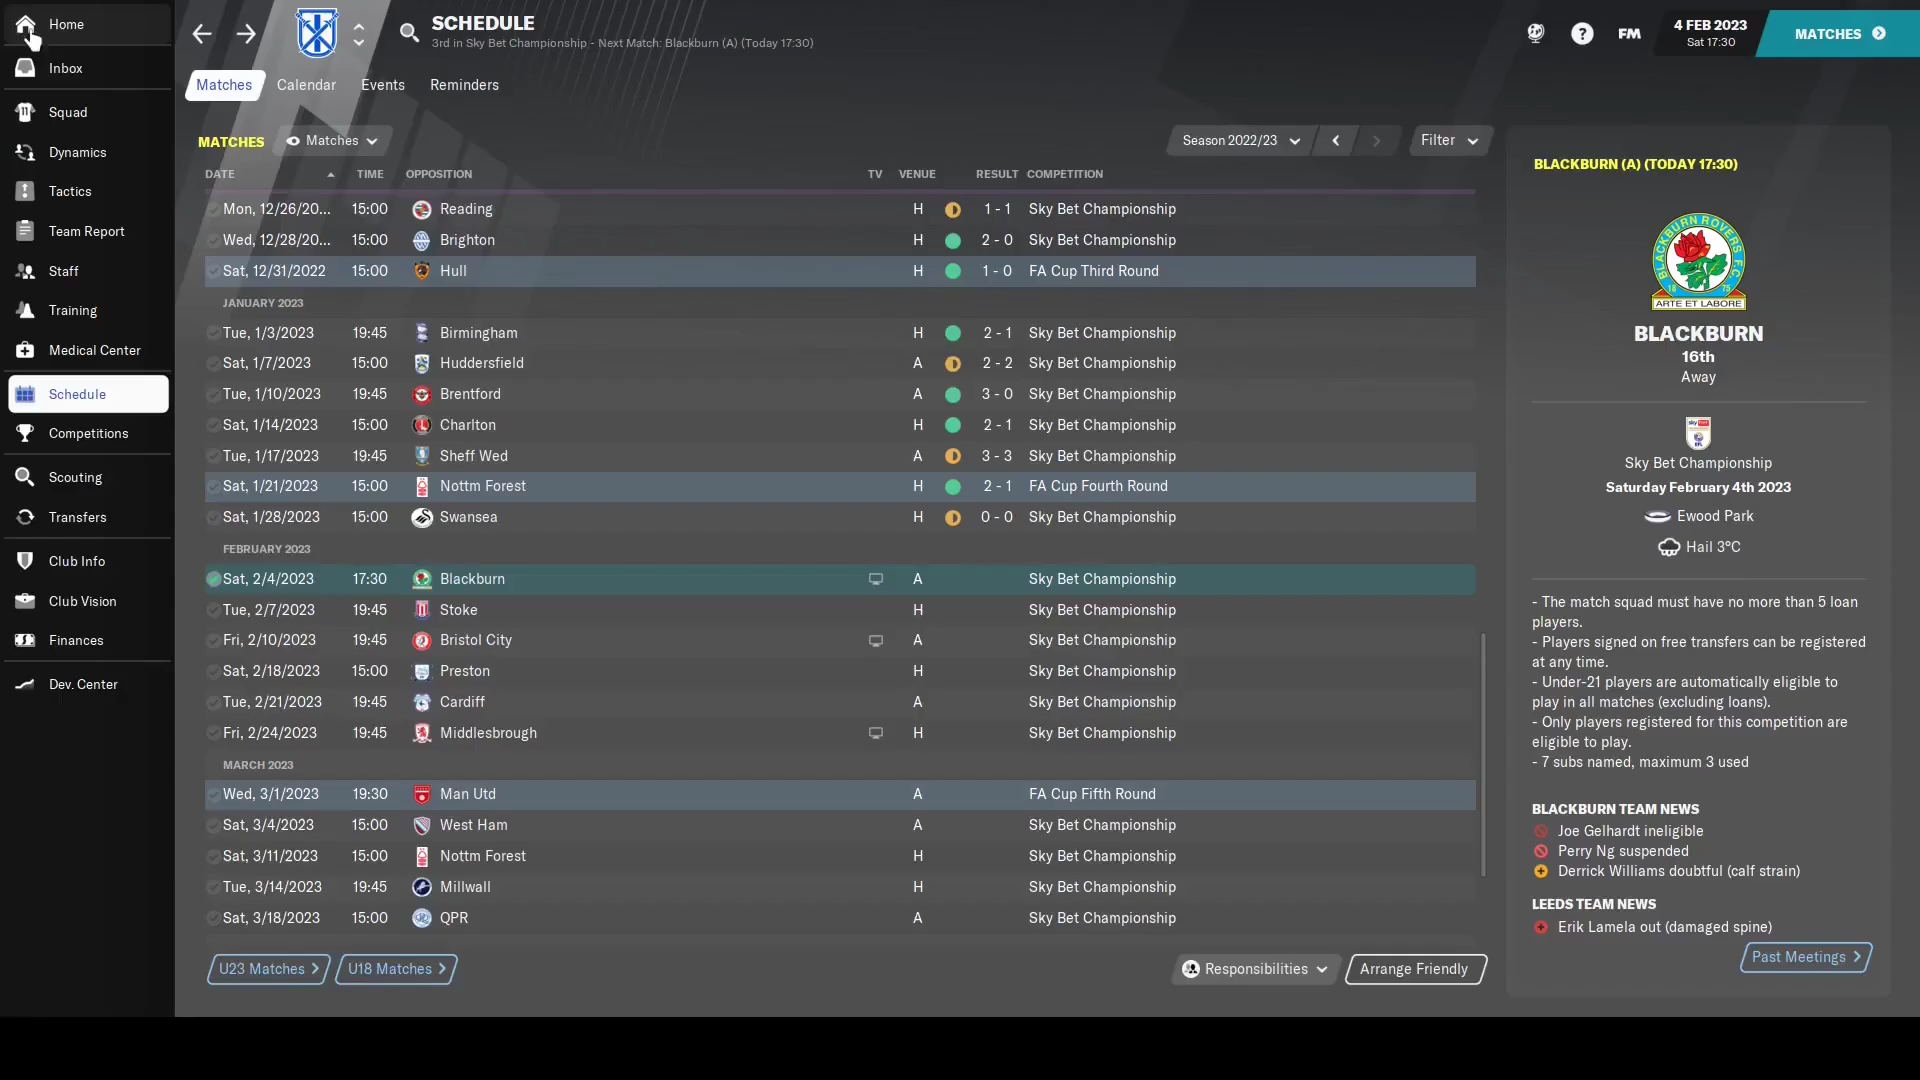 Home
Inbox
Squad
Dynamics
Tactics
Team Report
Staff
Training
Medical Center
Schedule
Competitions
Scouting
Transfers
Club Info
Club Vision
Finances
Dev. Center
SCHEDULE
3rd in Sky Bet Championship - Next Match: Blackburn (A) (Today 17:30)
? FM 4 FEB 2023
Sat 17:30
MATCHES
Matches Calendar Events Reminders
MATCHES Matches Season 2022/23 Filter
DATE TIME OPPOSITION TV VENUE RESULT COMPETITION
Mon, 12/26/20... 15:00 Reading H 1 - 1 Sky Bet Championship
Wed, 12/28/20... 15:00 Brighton H 2 - 0 Sky Bet Championship
Sat, 12/31/2022 15:00 Hull H 1 - 0 FA Cup Third Round
JANUARY 2023
Tue, 1/3/2023 19:45 Birmingham H 2 - 1 Sky Bet Championship
Sat, 1/7/2023 15:00 Huddersfield A 2 - 2 Sky Bet Championship
Tue, 1/10/2023 19:45 Brentford A 3 - 0 Sky Bet Championship
Sat, 1/14/2023 15:00 Charlton H 2 - 1 Sky Bet Championship
Tue, 1/17/2023 19:45 Sheff Wed A 3 - 3 Sky Bet Championship
Sat, 1/21/2023 15:00 Nottm Forest H 2 - 1 FA Cup Fourth Round
Sat, 1/28/2023 15:00 Swansea H 0 - 0 Sky Bet Championship
FEBRUARY 2023
Sat, 2/4/2023 17:30 Blackburn A Sky Bet Championship
Tue, 2/7/2023 19:45 Stoke H Sky Bet Championship
Fri, 2/10/2023 19:45 Bristol City A Sky Bet Championship
Sat, 2/18/2023 15:00 Preston H Sky Bet Championship
Tue, 2/21/2023 19:45 Cardiff A Sky Bet Championship
Fri, 2/24/2023 19:45 Middlesbrough H Sky Bet Championship
MARCH 2023
Wed, 3/1/2023 19:30 Man Utd A FA Cup Fifth Round
Sat, 3/4/2023 15:00 West Ham A Sky Bet Championship
Sat, 3/11/2023 15:00 Nottm Forest H Sky Bet Championship
Tue, 3/14/2023 19:45 Millwall H Sky Bet Championship
Sat, 3/18/2023 15:00 QPR A Sky Bet Championship
U23 Matches U18 Matches Responsibilities Arrange Friendly
BLACKBURN (A) (TODAY 17:30)
BLACKBURN ROVERS F.C.
18 75
ARTE ET LABORE
BLACKBURN
16th
Away
Sky Bet Championship
Saturday February 4th 2023
Ewood Park
Hail 3°C
- The match squad must have no more than 5 loan
players.
- Players signed on free transfers can be registered
at any time.
- Under-21 players are automatically eligible to
play in all matches (excluding loans).
- Only players registered for this competition are
eligible to play.
- 7 subs named, maximum 3 used
BLACKBURN TEAM NEWS
Joe Gelhardt ineligible
Perry Ng suspended
Derrick Williams doubtful (calf strain)
LEEDS TEAM NEWS
Erik Lamela out (damaged spine)
Past Meetings